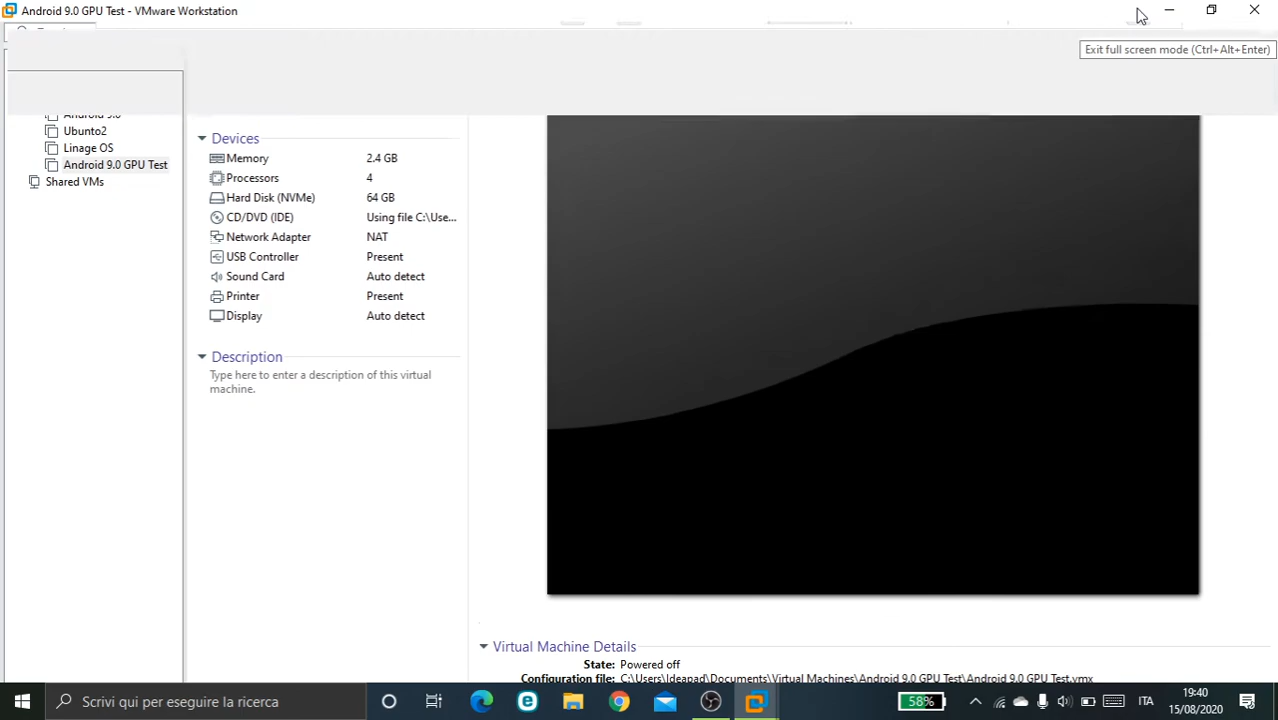 Android 9.0 GPU Test - VMware Workstation
Exit full screen mode (Ctrl+Alt+Enter)
Android 9.0
Ubunto2
Linage OS
Android 9.0 GPU Test
Shared VMs
Devices
Memory 2.4 GB
Processors 4
Hard Disk (NVMe) 64 GB
CD/DVD (IDE) Using file C:\Use...
Network Adapter NAT
USB Controller Present
Sound Card Auto detect
Printer Present
Display Auto detect
Description
Type here to enter a description of this virtual
machine.
Virtual Machine Details
State: Powered off
Configuration file: C:\Users\Ideapad\Documents\Virtual Machines\Android 9.0 GPU Test\Android 9.0 GPU Test.vmx
Scrivi qui per eseguire la ricerca
58%
ITA
19:40
15/08/2020